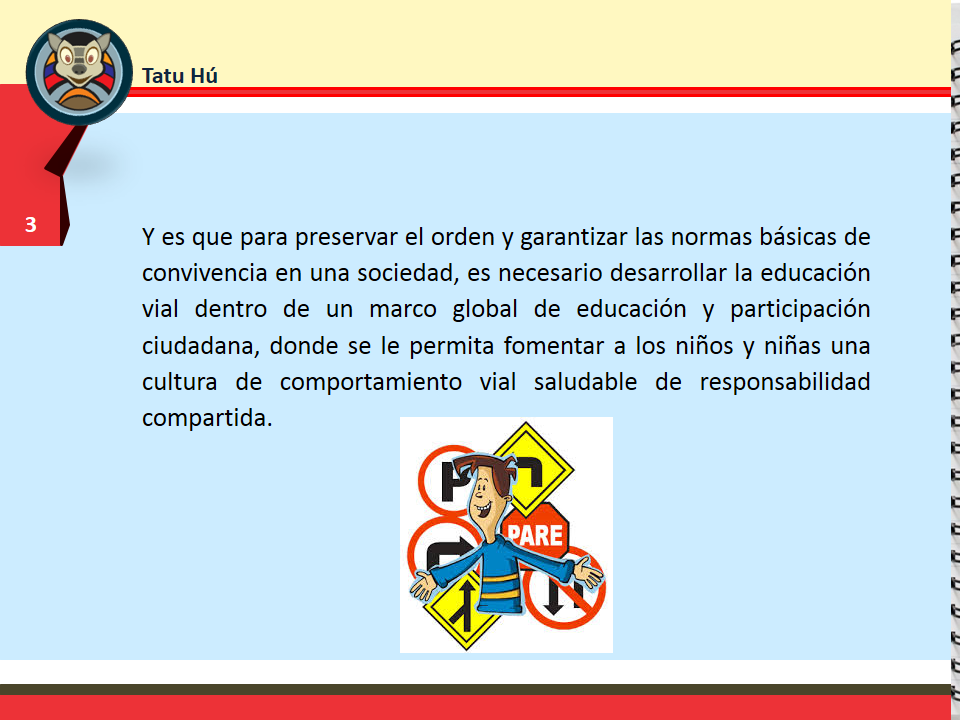 Tatu Hú
3
Y es que para preservar el orden y garantizar las normas básicas de
convivencia en una sociedad, es necesario desarrollar la educación
vial dentro de un marco global de educación y participación
ciudadana, donde se le permita fomentar a los niños y niñas una
cultura de comportamiento vial saludable de responsabilidad
compartida.
PARE